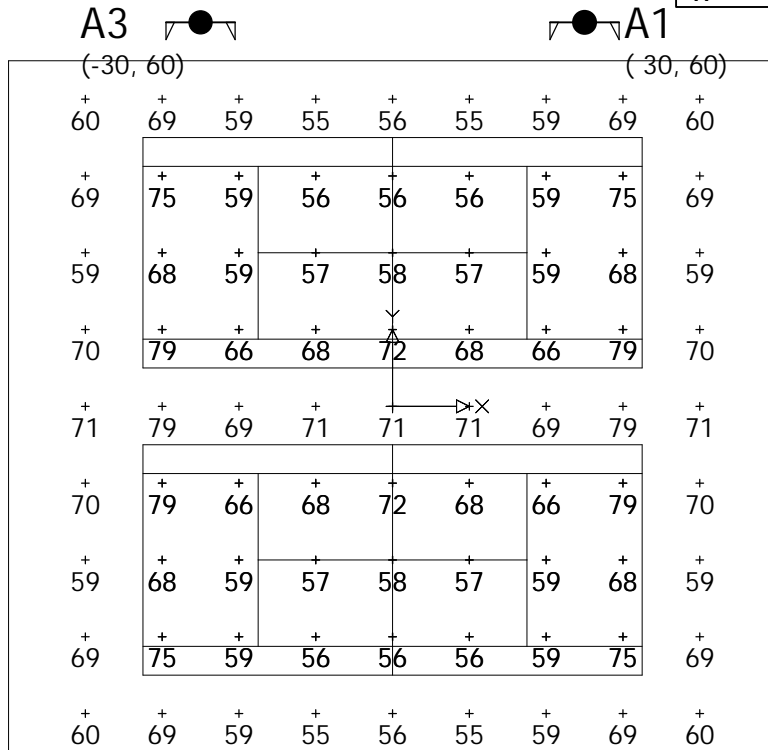 A3 A1
(-30, 60) ( 30, 60)
60 69 59 55 56 55 59 69 60
69 75 59 56 56 56 59 75 69
59 68 59 57 58 57 59 68 59
Y
70 79 66 68 72 68 66 79 70
X
71 79 69 71 71 71 69 79 71
70 79 66 68 72 68 66 79 70
59 68 59 57 58 57 59 68 59
69 75 59 56 56 56 59 75 69
60 69 59 55 56 55 59 69 60